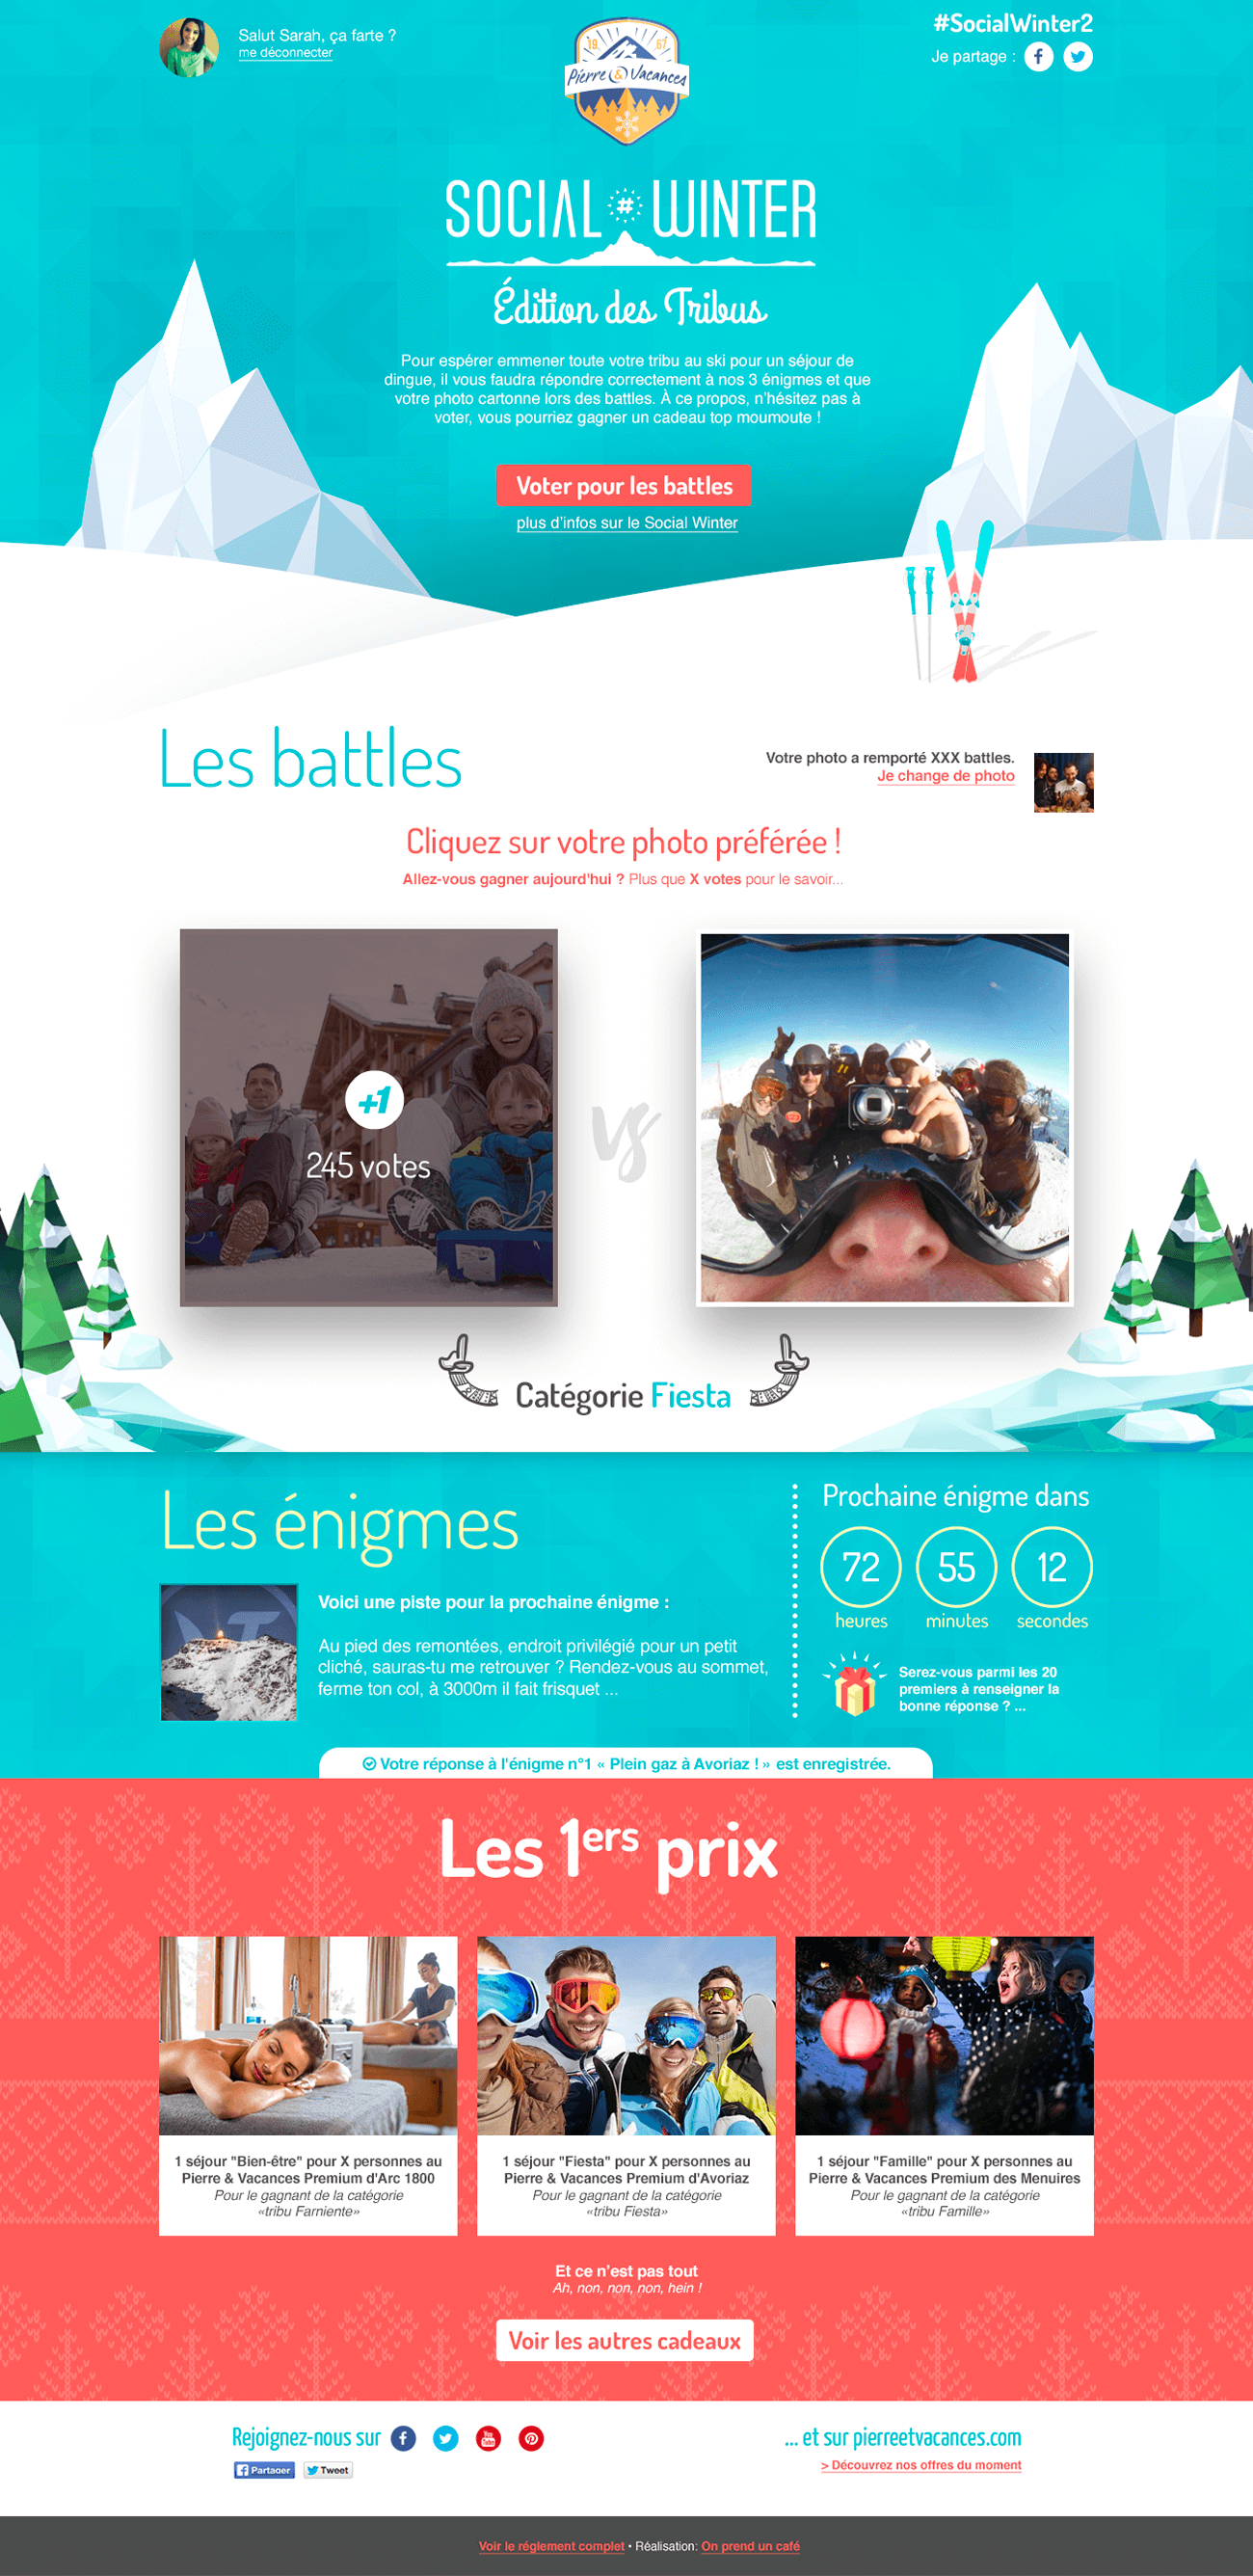 Salut Sarah, ça farte ?
me déconnecter
19 67
Pierre & Vacances
#SocialWinter2
Je partage :
SOCIAL # WINTER
Édition des Tribus
Pour espérer emmener toute votre tribu au ski pour un séjour de
dingue, il vous faudra répondre correctement à nos 3 énigmes et que
votre photo cartonne lors des battles. À ce propos, n'hésitez pas à
voter, vous pourriez gagner un cadeau top moumoute !
Voter pour les battles
plus d'infos sur le Social Winter
Les battles
Votre photo a remporté XXX battles.
Je change de photo
Cliquez sur votre photo préférée !
Allez-vous gagner aujourd'hui ? Plus que X votes pour le savoir...
+1
245 votes
vs
Catégorie Fiesta
Les énigmes
Voici une piste pour la prochaine énigme :
Au pied des remontées, endroit privilégié pour un petit
cliché, sauras-tu me retrouver ? Rendez-vous au sommet,
ferme ton col, à 3000m il fait frisquet ...
Prochaine énigme dans
72 55 12
heures minutes secondes
Serez-vous parmi les 20
premiers à renseigner la
bonne réponse ? ...
Votre réponse à l'énigme n°1 « Plein gaz à Avoriaz ! » est enregistrée.
Les 1ers prix
1 séjour "Bien-être" pour X personnes au
Pierre & Vacances Premium d'Arc 1800
Pour le gagnant de la catégorie
«tribu Farniente»
1 séjour "Fiesta" pour X personnes au
Pierre & Vacances Premium d'Avoriaz
Pour le gagnant de la catégorie
«tribu Fiesta»
1 séjour "Famille" pour X personnes au
Pierre & Vacances Premium des Menuires
Pour le gagnant de la catégorie
«tribu Famille»
Et ce n'est pas tout
Ah, non, non, non, hein !
Voir les autres cadeaux
Rejoignez-nous sur
You Tube
Partager Tweet
... et sur pierreetvacances.com
> Découvrez nos offres du moment
Voir le réglement complet • Réalisation: On prend un café